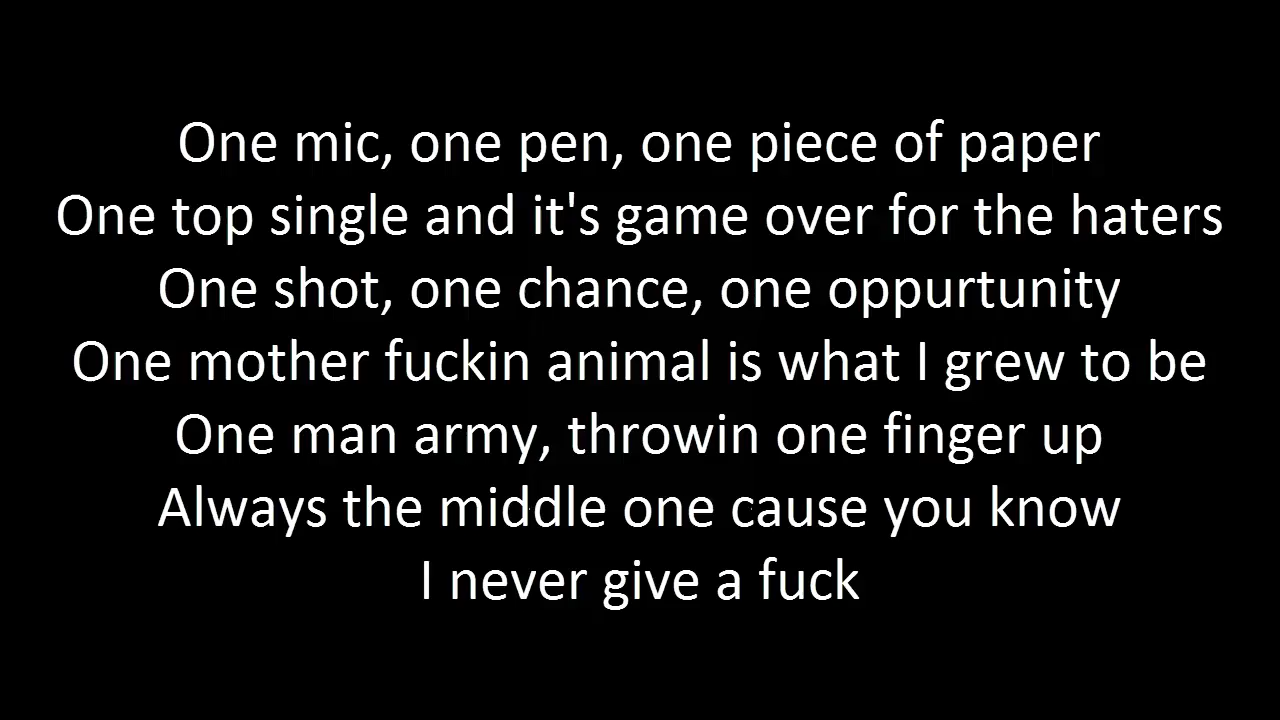 One mic, one pen, one piece of paper
One top single and it's game over for the haters
One shot, one chance, one oppurtunity
One mother fuckin animal is what I grew to be
One man army, throwin one finger up
Always the middle one cause you know
I never give a fuck